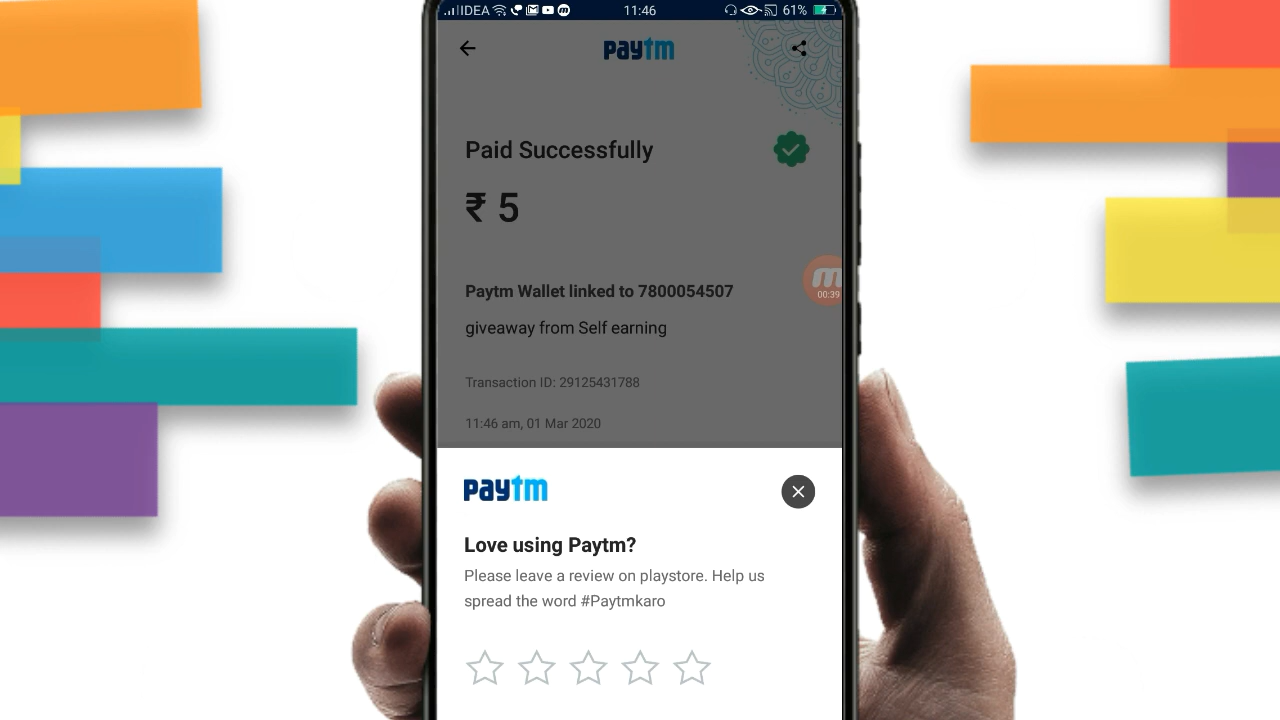 IDEA
11:46
61%
paytm
Paid Successfully
₹ 5
00:39
Paytm Wallet linked to 7800054507
giveaway from Self earning
Transaction ID: 29125431788
11:46 am, 01 Mar 2020
paytm
Love using Paytm?
Please leave a review on playstore. Help us
spread the word #Paytmkaro